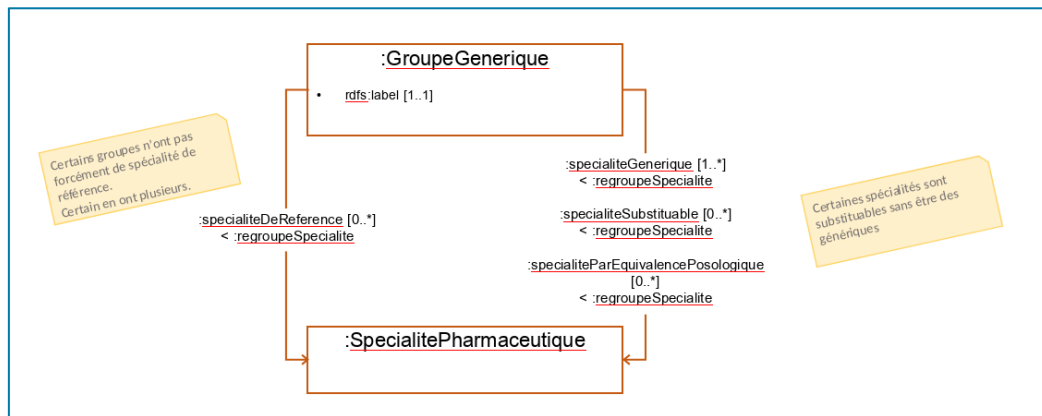 :GroupeGenerique
• rdfs:label [1..1]
Certains groupes n'ont pas
forcément de spécialité de
référence.
Certain en ont plusieurs.
:specialiteGenerique [1..*]
< :regroupeSpecialite
:specialiteDeReference [0..*]
< :regroupeSpecialite
:specialiteSubstituable [0..*]
< :regroupeSpecialite
:specialiteParEquivalencePosologique
[0..*]
< :regroupeSpecialite
Certaines spécialités sont
substituables sans être des
génériques
:SpecialitePharmaceutique